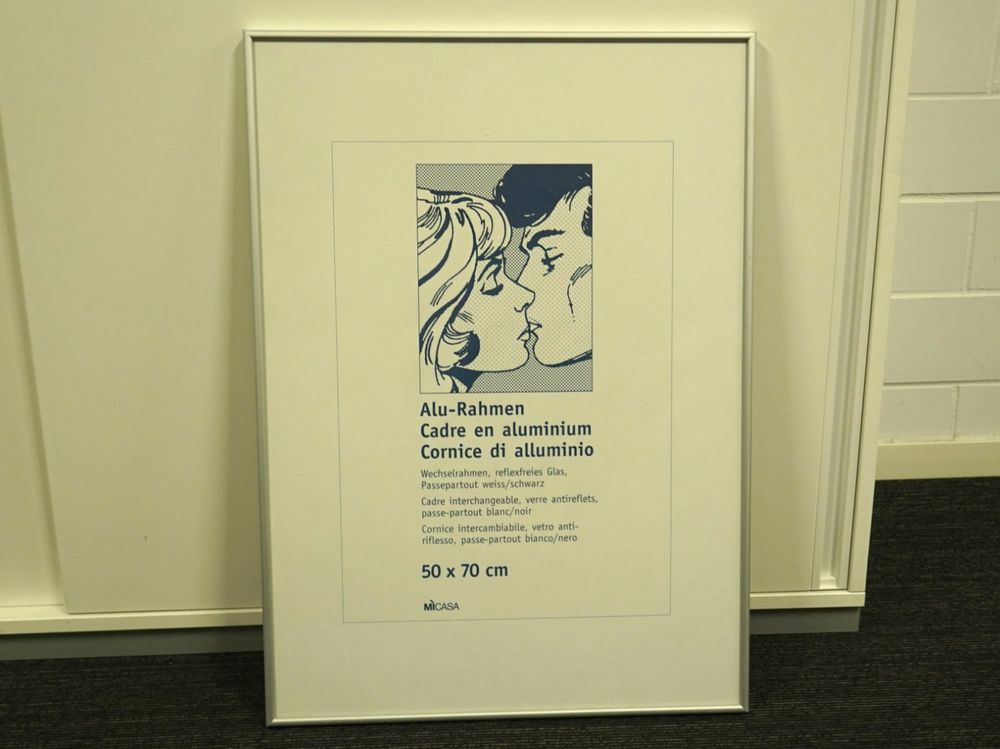 Alu-Rahmen
Cadre en aluminium
Cornice di alluminio
Wechselrahmen, reflexfreies Glas,
Passepartout weiss/schwarz
Cadre interchangeable, verre antireflets,
passe-partout blanc/noir
Cornice intercambiabile, vetro anti-
riflesso, passe-partout bianco/nero
50 x 70 cm
MÌCASA